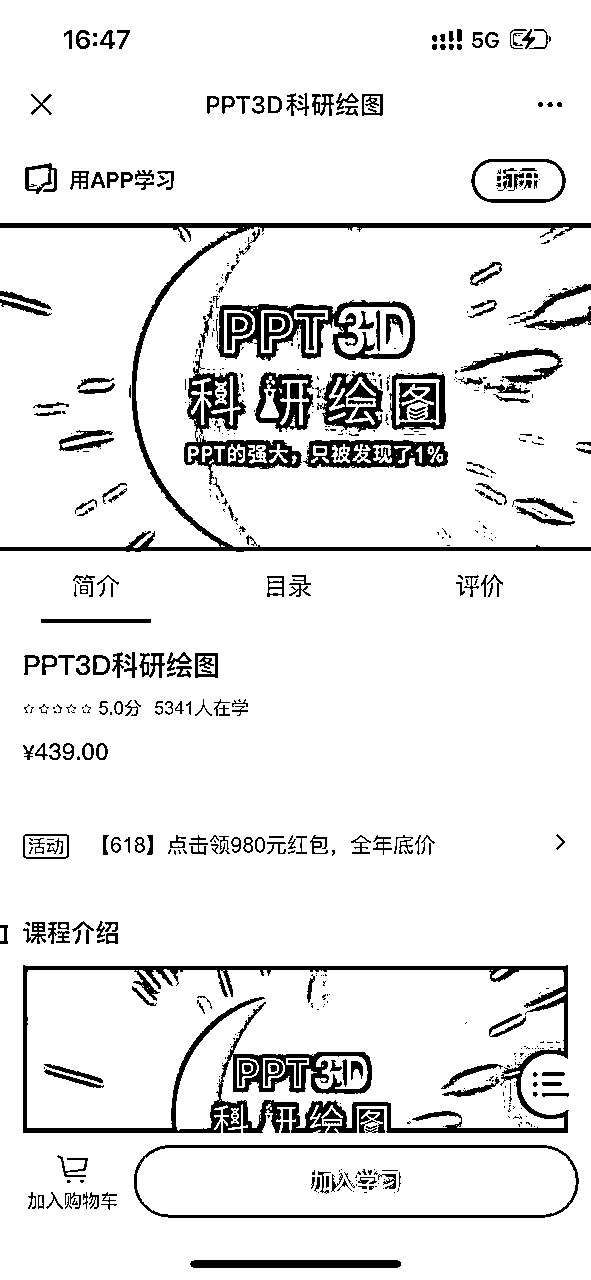 16:47
5G
PPT3D科研绘图
用APP学习
打开
PPT3D
科研绘图
PPT的强大，只被发现了1%
简介
目录
评价
PPT3D科研绘图
5.0分 5341人在学
¥439.00
活动 【618】点击领980元红包，全年底价
课程介绍
PPT3D
科研绘图
加入购物车
加入学习